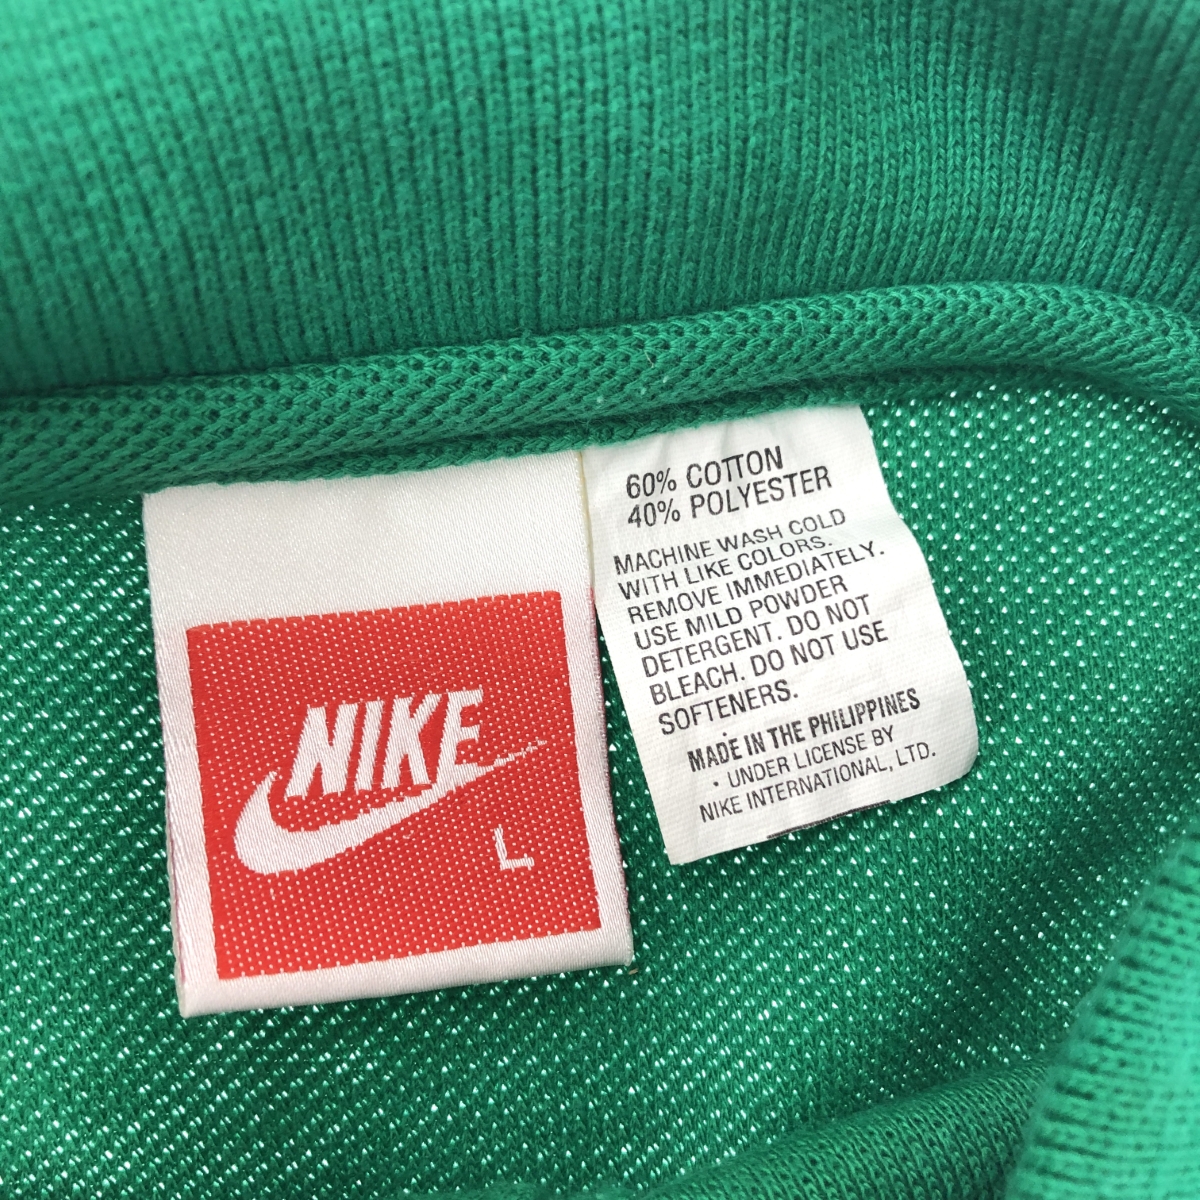 NIKE
L
60% COTTON
40% POLYESTER
MACHINE WASH COLD
WITH LIKE COLORS.
REMOVE IMMEDIATELY.
USE MILD POWDER
DETERGENT. DO NOT
BLEACH. DO NOT USE
SOFTENERS.
MADE IN THE PHILIPPINES
· UNDER LICENSE BY
NIKE INTERNATIONAL, LTD.